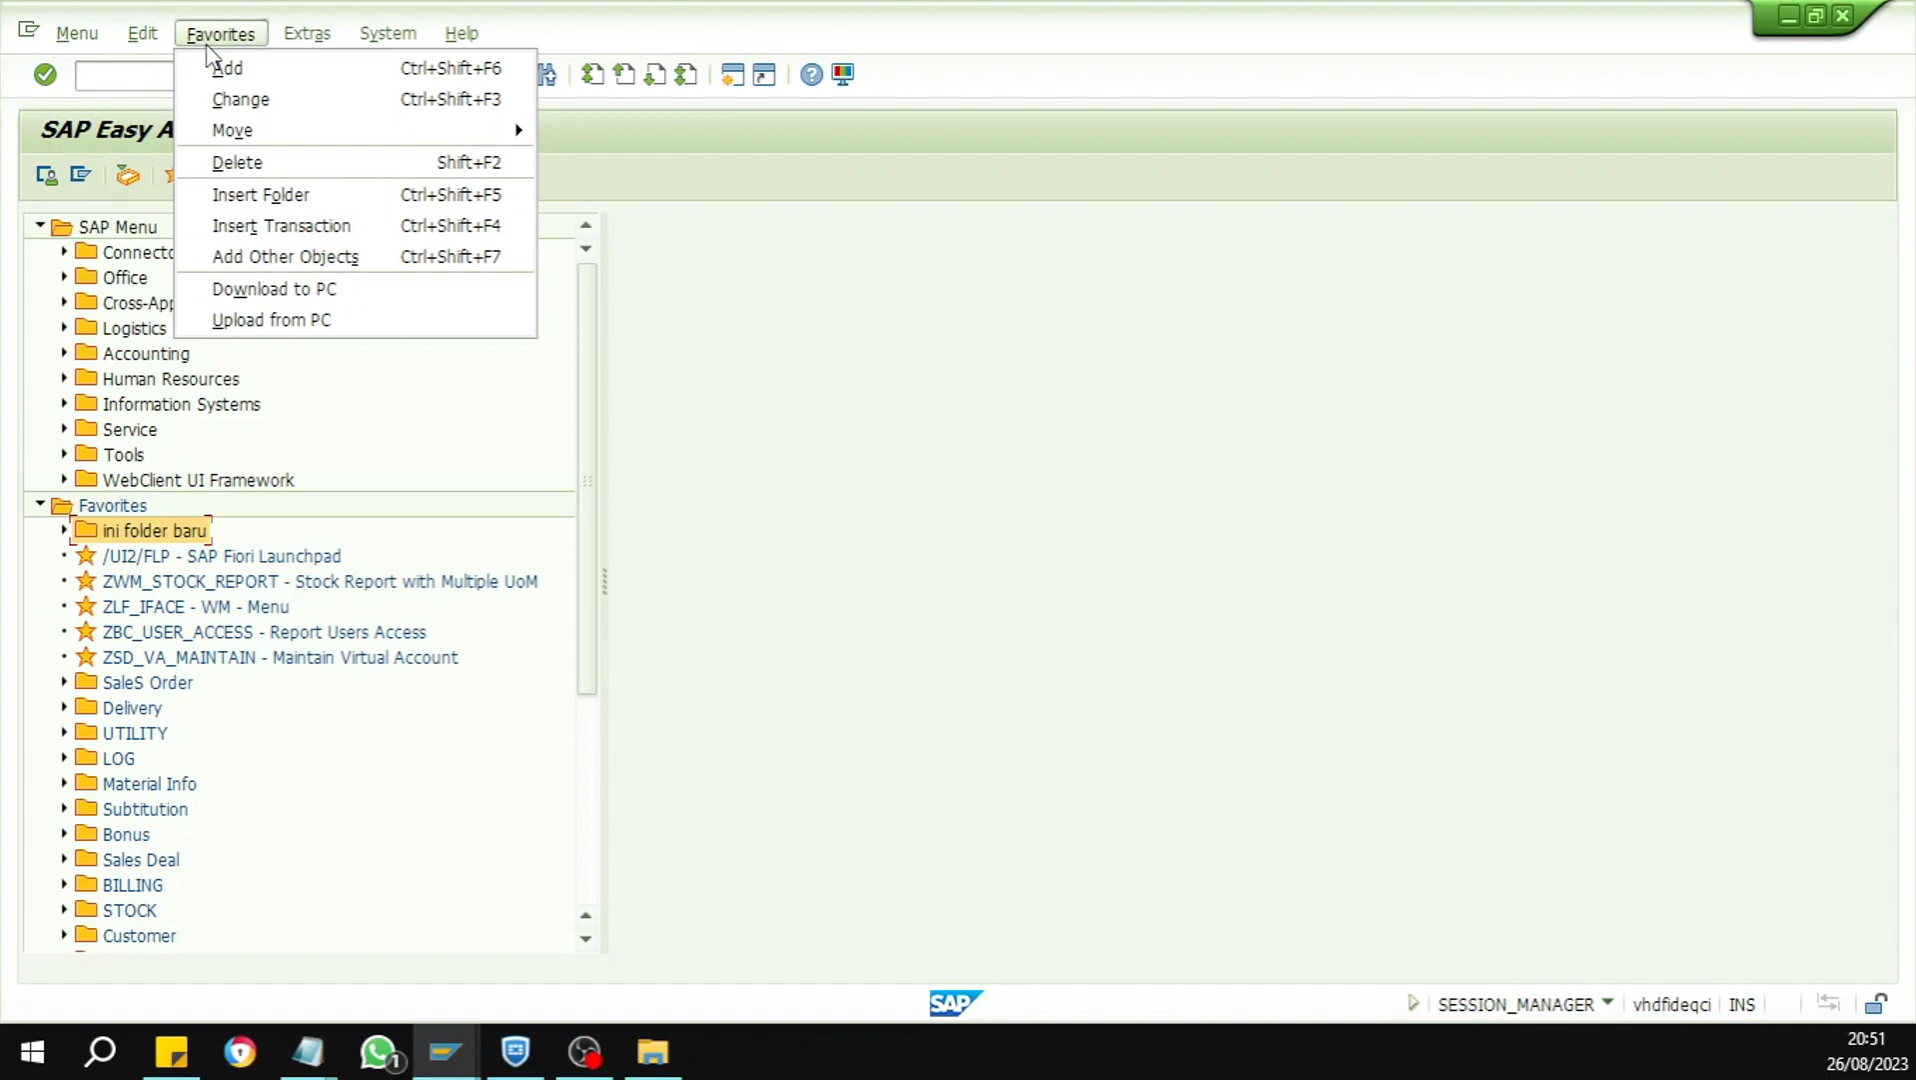 Menu Edit Favorites Extras System Help
Add Ctrl+Shift+F6
Change Ctrl+Shift+F3
Move
Delete Shift+F2
Insert Folder Ctrl+Shift+F5
Insert Transaction Ctrl+Shift+F4
Add Other Objects Ctrl+Shift+F7
Download to PC
Upload from PC
SAP Easy A
SAP Menu
Connecto
Office
Cross-App
Logistics
Accounting
Human Resources
Information Systems
Service
Tools
WebClient UI Framework
Favorites
ini folder baru
/UI2/FLP - SAP Fiori Launchpad
ZWM_STOCK_REPORT - Stock Report with Multiple UoM
ZLF_IFACE - WM - Menu
ZBC_USER_ACCESS - Report Users Access
ZSD_VA_MAINTAIN - Maintain Virtual Account
SaleS Order
Delivery
UTILITY
LOG
Material Info
Subtitution
Bonus
Sales Deal
BILLING
STOCK
Customer
SAP
SESSION_MANAGER vhdfideqci INS
1
20:51
26/08/2023